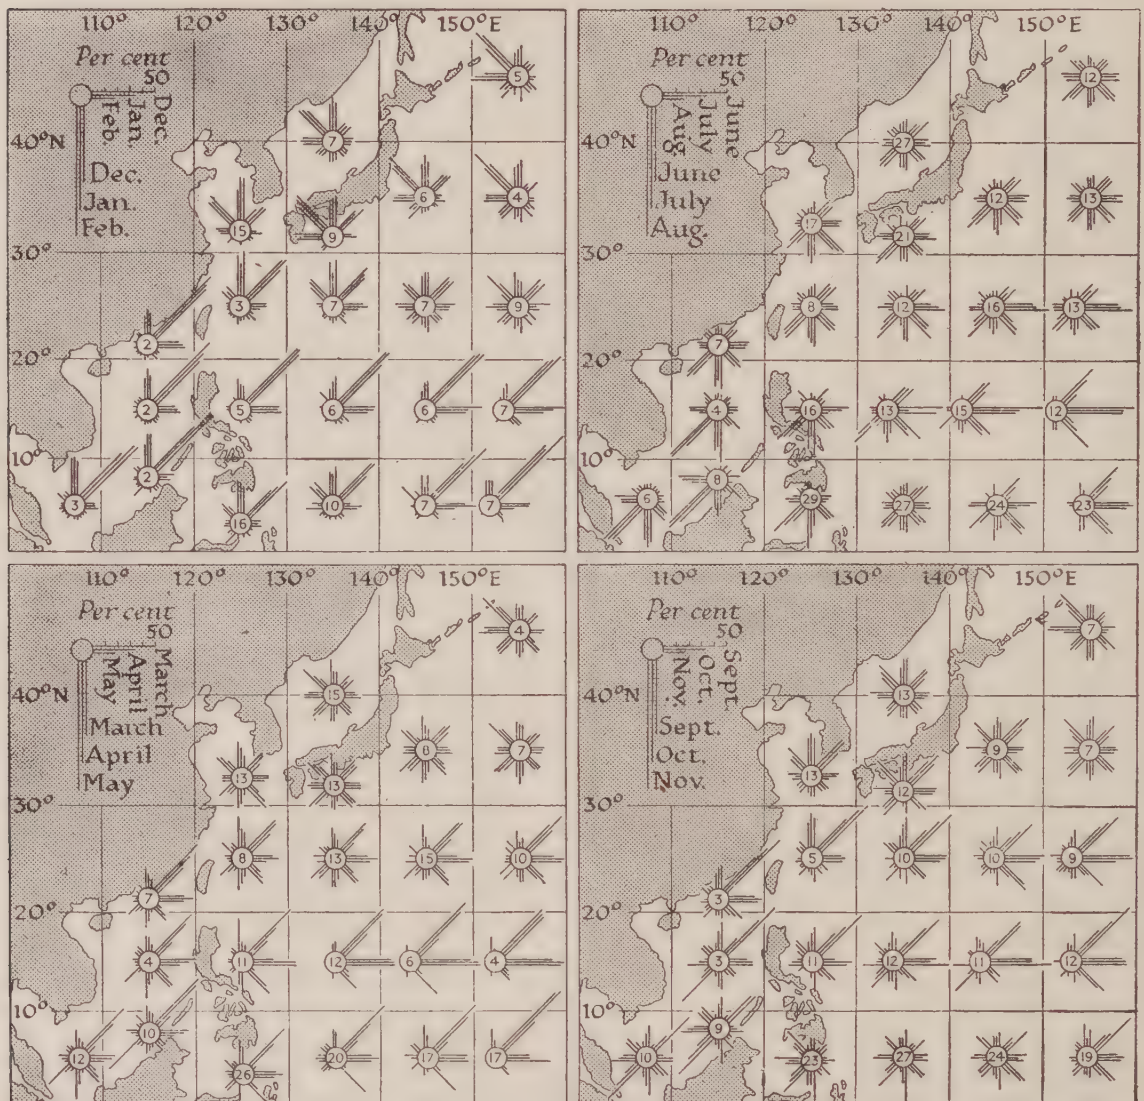 110° 120° 130° 140° 150°E
Per cent
50
Dec.
Jan.
Feb.
40°N
Dec.
Jan.
Feb.
30°
20°
10°
5
7
6 4
15 9
3 7 7 9
2
2 5 6 6 7
2
3 16 10 7 7
110° 120° 130° 140° 150°E
Per cent
50
June
July
Aug.
40°N
June
July
Aug.
30°
20°
10°
12
27
12 13
17 21
8 12 16 13
7
4 16 13 15 12
8
6 29 27 24 23
110° 120° 130° 140° 150°E
Per cent
50
March
April
May
40°N
March
April
May
30°
20°
10°
4
15
7
13 13
8 13 15 10
7
4 11 12 6 4
10
12 26 20 17 17
110° 120° 130° 140° 150°E
Per cent
50
Sept.
Oct.
Nov.
40°N
Sept.
Oct.
Nov.
30°
20°
10°
7
13
9 7
13 12
5 10 10 9
3
3 11 12 11 12
9
10 23 27 24 19